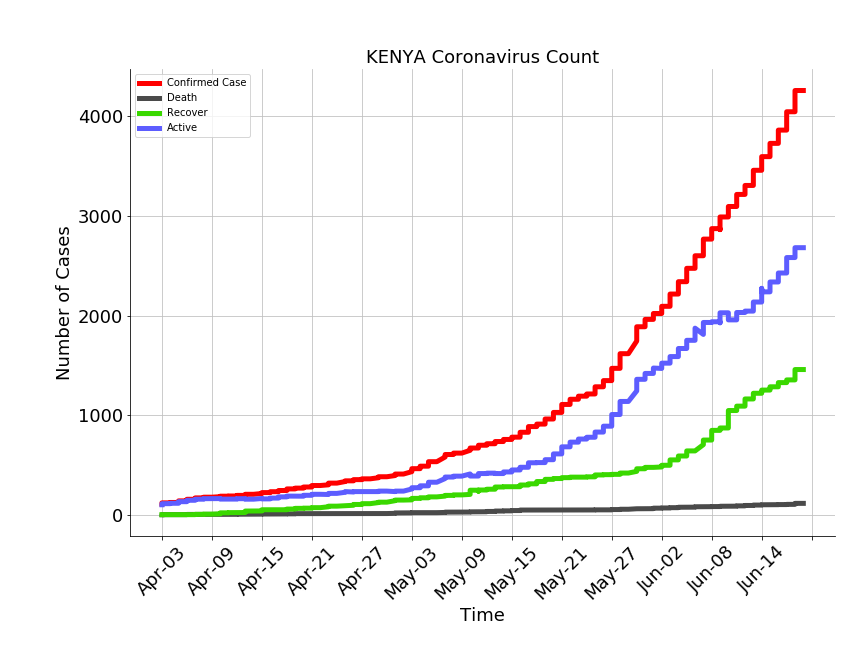 KENYA Coronavirus Count
Confirmed Case
Death
Recover
Active
Number of Cases
4000
3000
2000
1000
0
Apr-03
Apr-09
Apr-15
Apr-21
Apr-27
May-03
May-09
May-15
May-21
May-27
Jun-02
Jun-08
Jun-14
Time